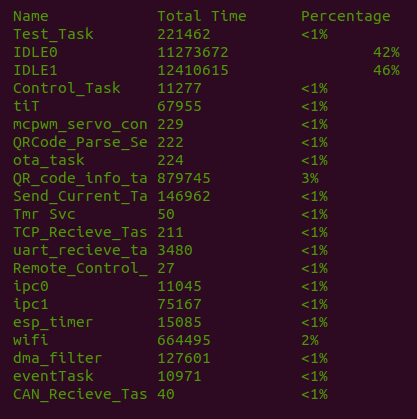 Name Total Time Percentage
Test_Task 221462 <1%
IDLE0 11273672 42%
IDLE1 12410615 46%
Control_Task 11277 <1%
tiT 67955 <1%
mcpwm_servo_con 229 <1%
QRCode_Parse_Se 222 <1%
ota_task 224 <1%
QR_code_info_ta 879745 3%
Send_Current_Ta 146962 <1%
Tmr Svc 50 <1%
TCP_Recieve_Tas 211 <1%
uart_recieve_ta 3480 <1%
Remote_Control_ 27 <1%
ipc0 11045 <1%
ipc1 75167 <1%
esp_timer 15085 <1%
wifi 664495 2%
dma_filter 127601 <1%
eventTask 10971 <1%
CAN_Recieve_Tas 40 <1%